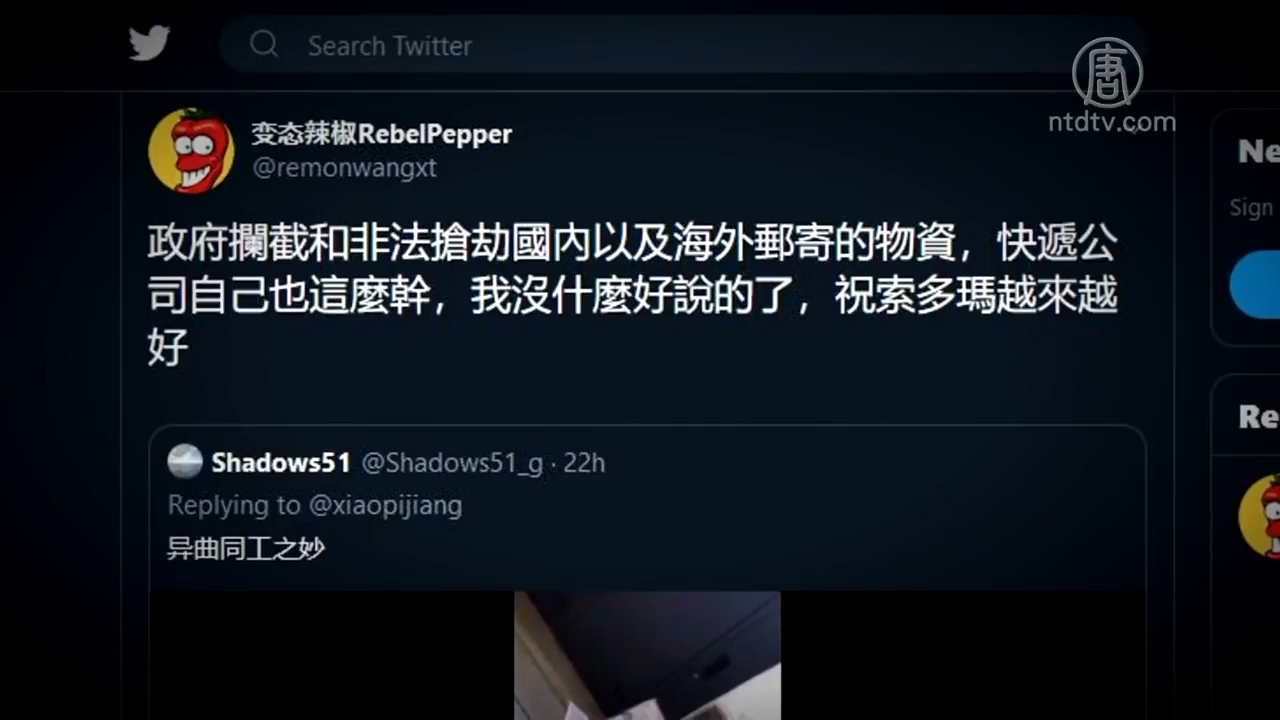 Search Twitter
唐
ntdtv.com
变态辣椒RebelPepper
@remonwangxt
政府攔截和非法搶劫國內以及海外郵寄的物資，快遞公
司自己也這麼幹，我沒什麼好說的了，祝索多瑪越來越
好
Shadows51 @Shadows51_g · 22h
Replying to @xiaopijiang
异曲同工之妙
Ne
Sign
Re